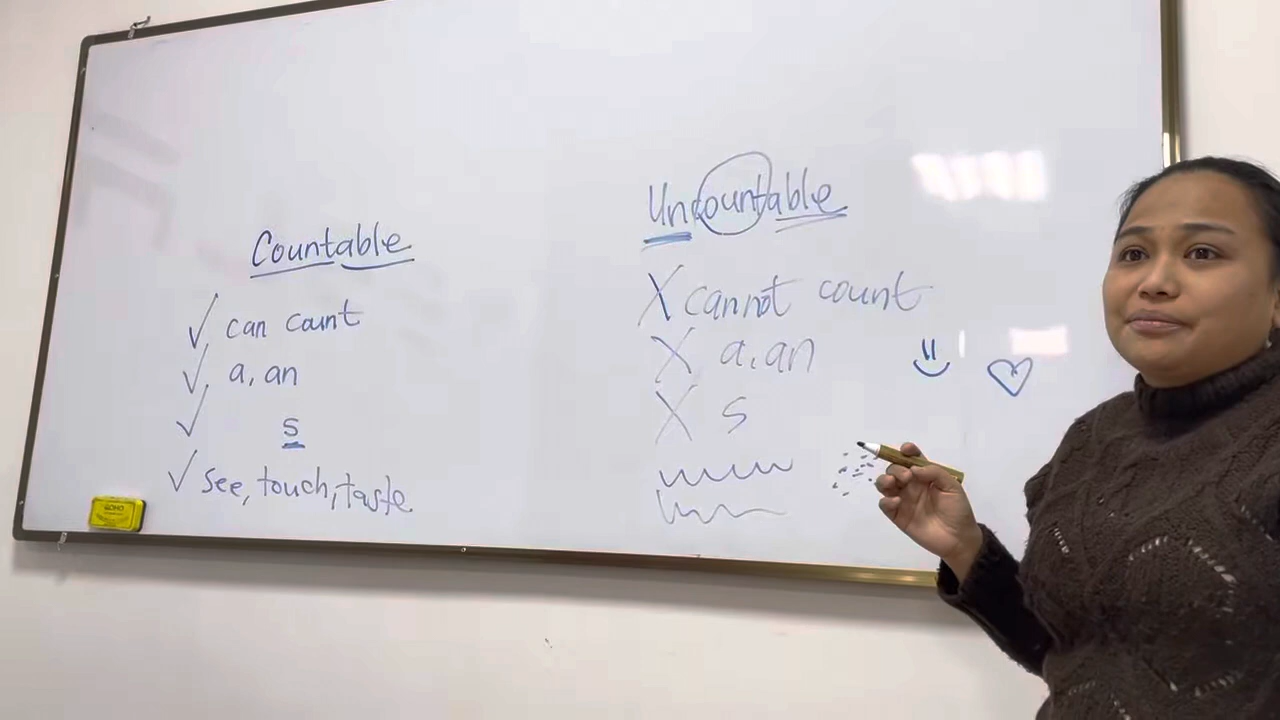 Countable
✓ can count
✓ a, an
✓ s
✓ see, touch, taste
Uncountable
X cannot count
X a, an
X s